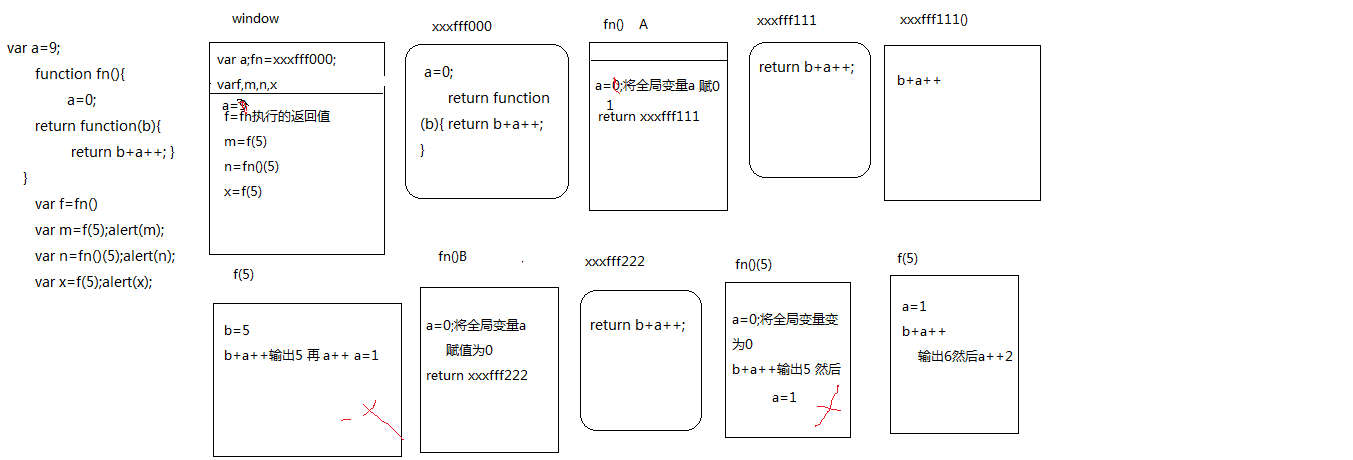 var a=9;
function fn(){
a=0;
return function(b){
return b+a++; }
}
var f=fn()
var m=f(5);alert(m);
var n=fn()(5);alert(n);
var x=f(5);alert(x);
window
var a;fn=xxxfff000;
varf,m,n,x
f=fn执行的返回值
m=f(5)
n=fn()(5)
x=f(5)
xxxfff000
a=0;
return function
(b){ return b+a++;
}
fn() A
a=0;将全局变量a 赋0
1
return xxxfff111
xxxfff111
return b+a++;
xxxfff111()
b+a++
f(5)
b=5
b+a++输出5 再 a++ a=1
fn()B
a=0;将全局变量a
赋值为0
return xxxfff222
xxxfff222
return b+a++;
fn()(5)
a=0;将全局变量变
为0
b+a++输出5 然后
a=1
f(5)
a=1
b+a++
输出6然后a++2